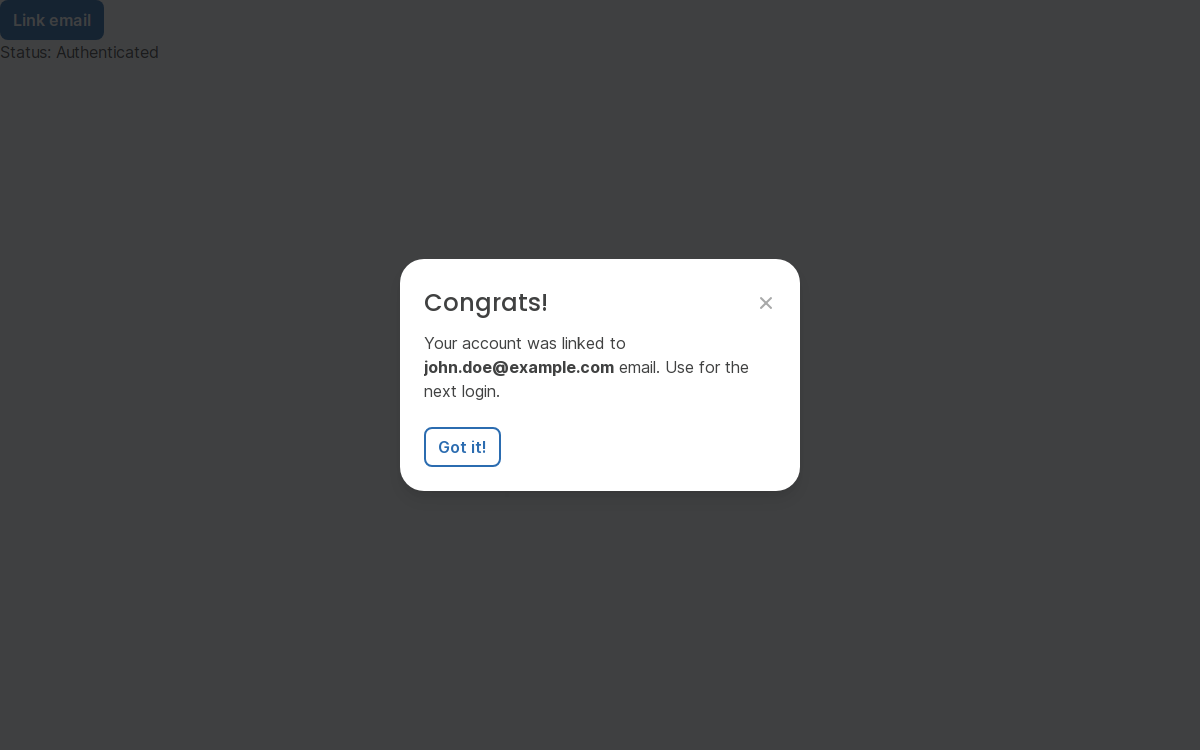 Link email
Status: Authenticated
Congrats!
Your account was linked to
john.doe@example.com email. Use for the
next login.
Got it!